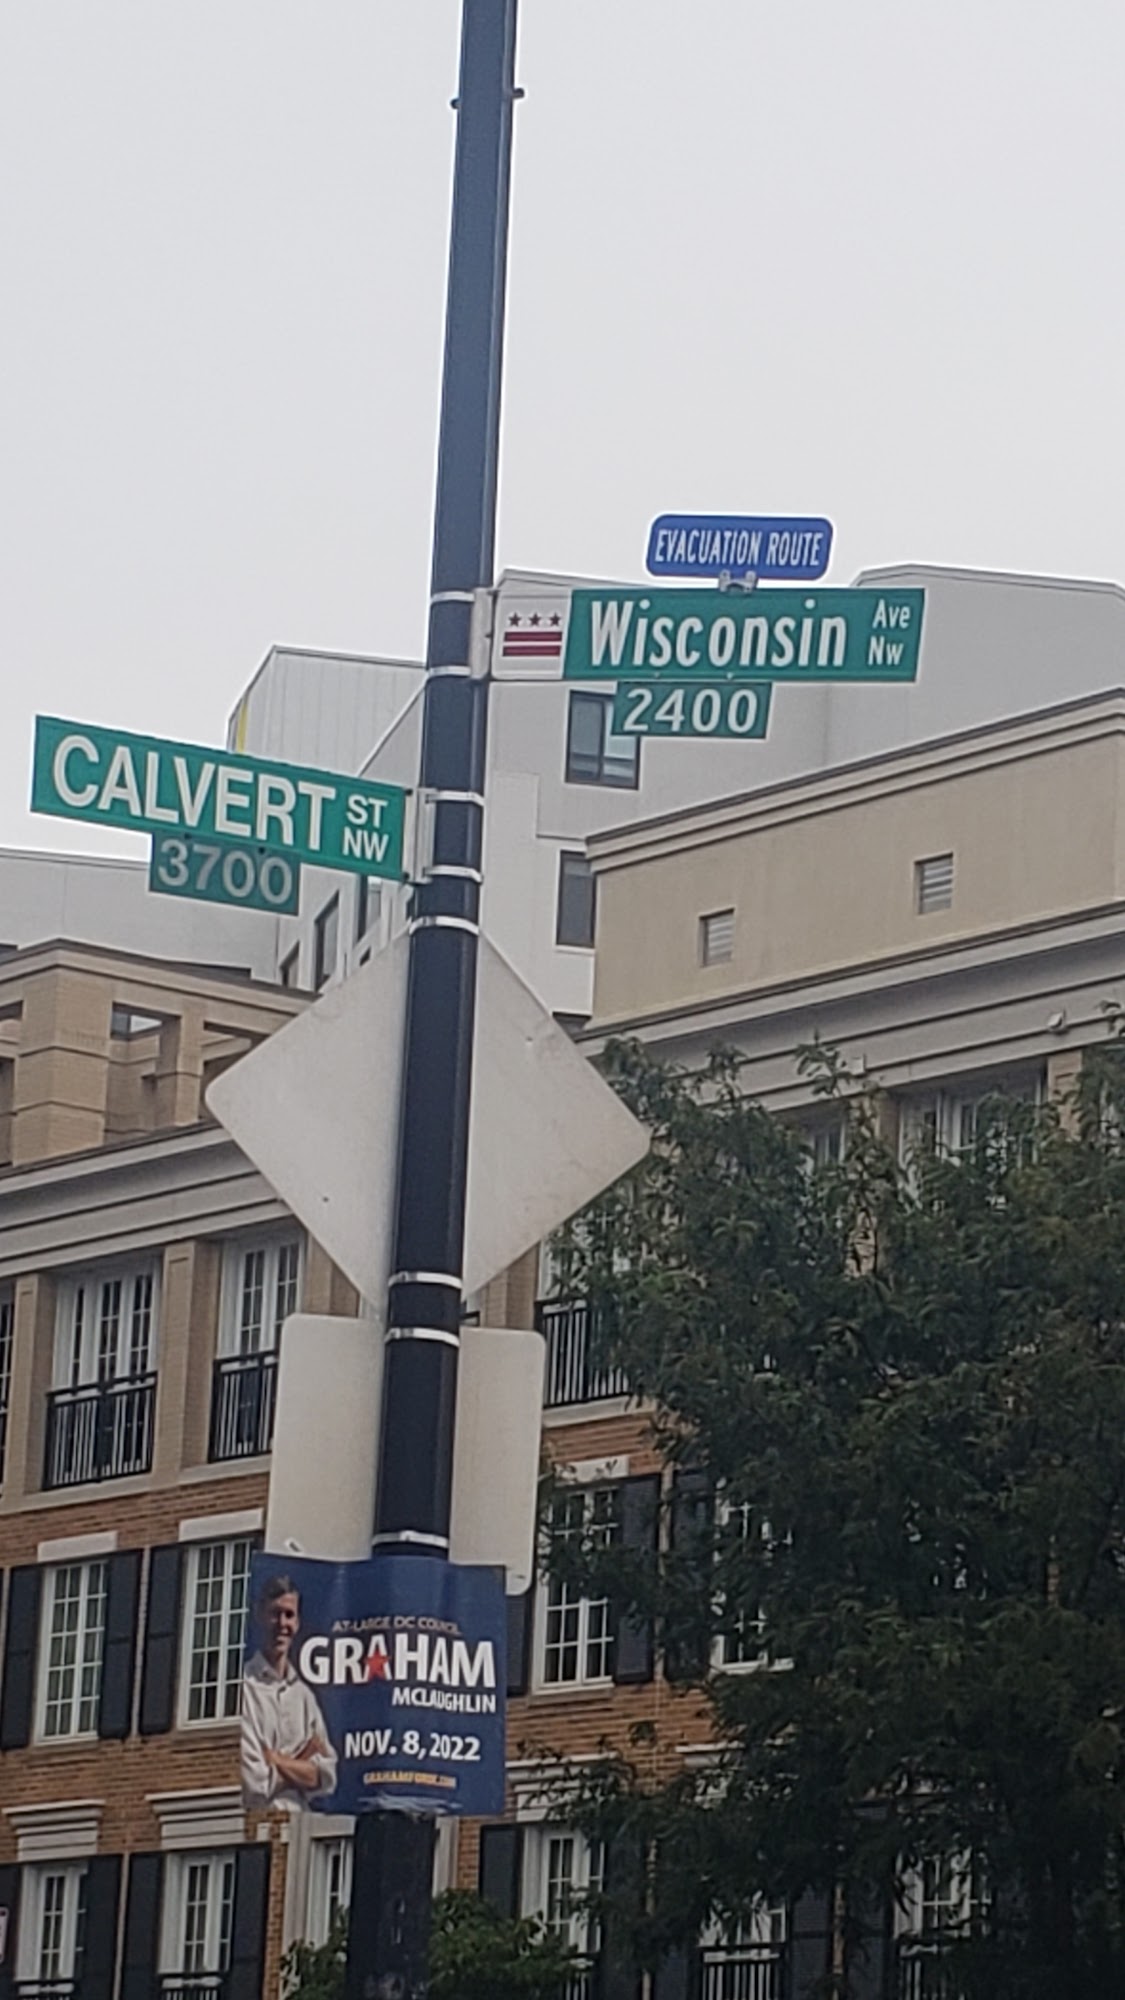 EVACUATION ROUTE
Wisconsin Ave Nw
2400
CALVERT ST NW
3700
AT-LARGE DC COUNCIL
GRAHAM
MCLAUGHLIN
NOV. 8, 2022